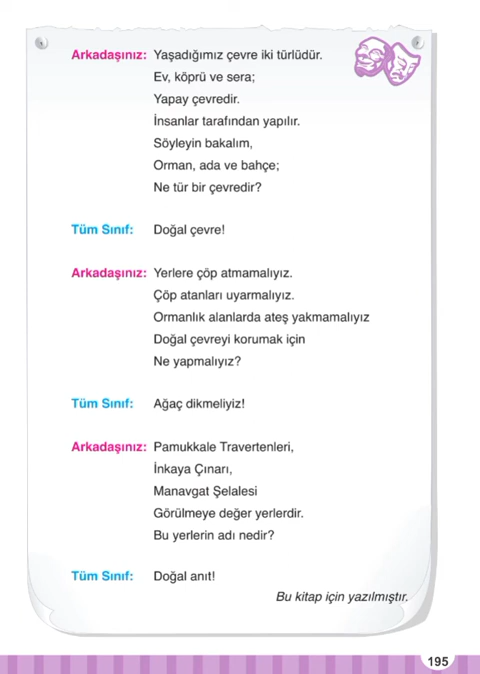 Arkadaşınız: Yaşadığımız çevre iki türlüdür.
Ev, köprü ve sera;
Yapay çevredir.
İnsanlar tarafından yapılır.
Söyleyin bakalım,
Orman, ada ve bahçe;
Ne tür bir çevredir?
Tüm Sınıf: Doğal çevre!
Arkadaşınız: Yerlere çöp atmamalıyız.
Çöp atanları uyarmalıyız.
Ormanlık alanlarda ateş yakmamalıyız
Doğal çevreyi korumak için
Ne yapmalıyız?
Tüm Sınıf: Ağaç dikmeliyiz!
Arkadaşınız: Pamukkale Travertenleri,
İnkaya Çınarı,
Manavgat Şelalesi
Görülmeye değer yerlerdir.
Bu yerlerin adı nedir?
Tüm Sınıf: Doğal anıt!
Bu kitap için yazılmıştır.
195